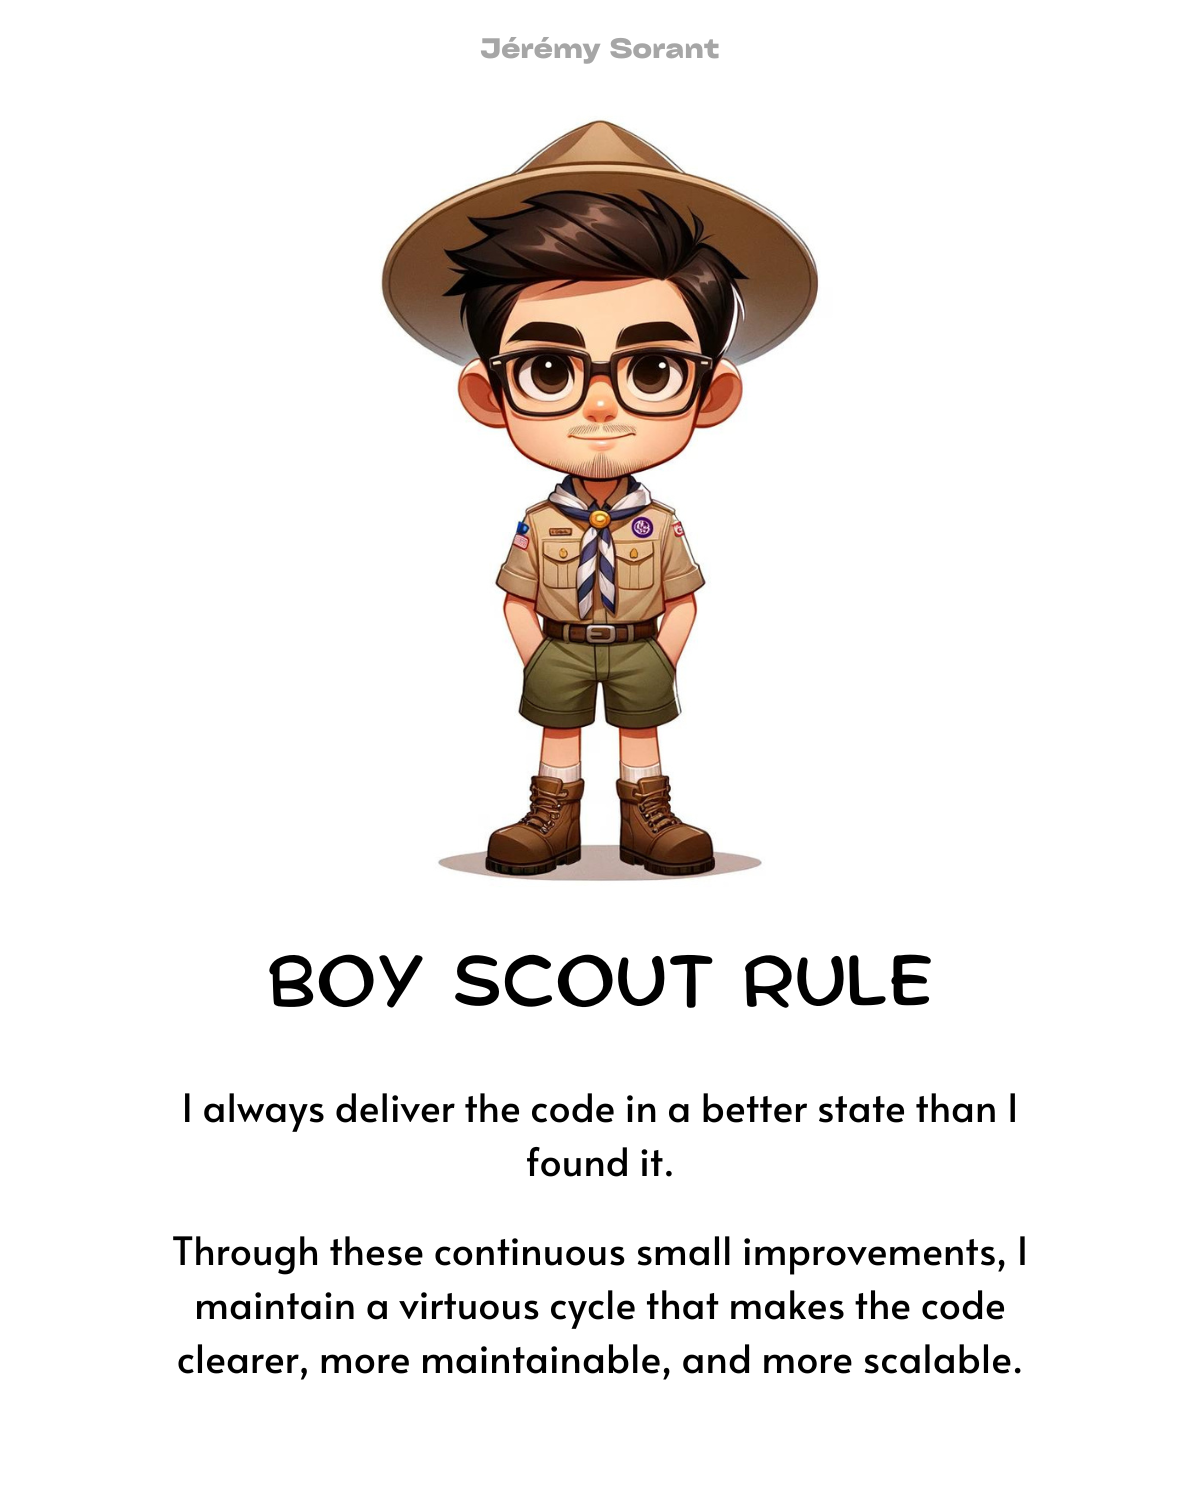 Jérémy Sorant
BOY SCOUT RULE
I always deliver the code in a better state than I
found it.
Through these continuous small improvements, I
maintain a virtuous cycle that makes the code
clearer, more maintainable, and more scalable.